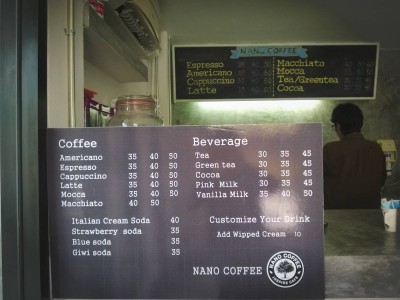 NANO COFFEE
Espresso
Americano
Cappuccino
Latte
Macchiato
Mocca
Tea/Greentea
Cocoa
Coffee
Americano 35 40 50
Espresso 35 40 50
Cappuccino 35 40 50
Latte 35 40 50
Mocca 35 40 50
Macchiato 40 50
Italian Cream Soda 40
Strawberry soda 35
Blue soda 35
Giwi soda 35
Beverage
Tea 30 35 45
Green tea 30 35 45
Cocoa 30 35 45
Pink Milk 30 35 45
Vanilla Milk 35 40 50
Customize Your Drink
Add Wipped Cream 10
NANO COFFEE
NANO COFFEE